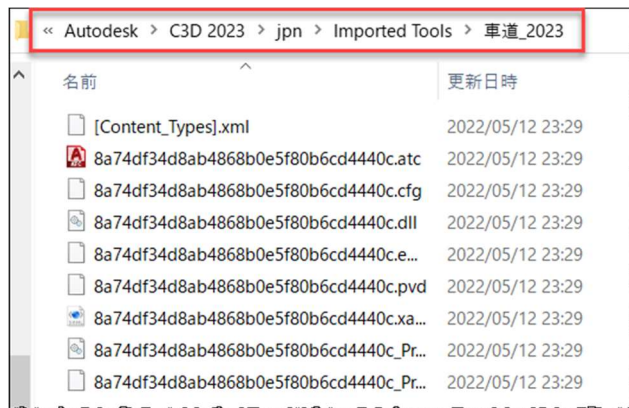 « Autodesk > C3D 2023 > jpn > Imported Tools > 車道_2023
名前 更新日時
[Content_Types].xml 2022/05/12 23:29
8a74df34d8ab4868b0e5f80b6cd4440c.atc 2022/05/12 23:29
8a74df34d8ab4868b0e5f80b6cd4440c.cfg 2022/05/12 23:29
8a74df34d8ab4868b0e5f80b6cd4440c.dll 2022/05/12 23:29
8a74df34d8ab4868b0e5f80b6cd4440c.e... 2022/05/12 23:29
8a74df34d8ab4868b0e5f80b6cd4440c.pvd 2022/05/12 23:29
8a74df34d8ab4868b0e5f80b6cd4440c.xa... 2022/05/12 23:29
8a74df34d8ab4868b0e5f80b6cd4440c_Pr... 2022/05/12 23:29
8a74df34d8ab4868b0e5f80b6cd4440c_Pr... 2022/05/12 23:29